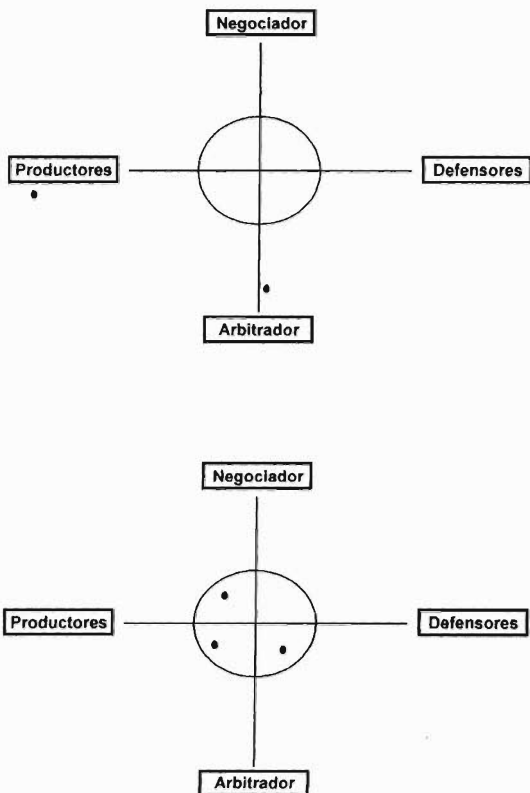 Negociador
Productores
Defensores
Arbitrador
Negociador
Productores
Defensores
Arbitrador